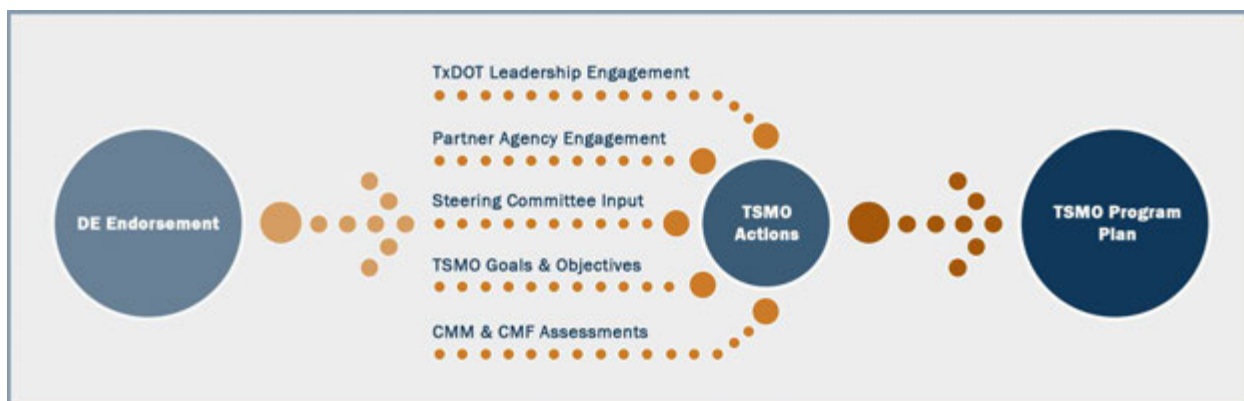 DE Endorsement
TxDOT Leadership Engagement
Partner Agency Engagement
Steering Committee Input
TSMO Goals & Objectives
CMM & CMF Assessments
TSMO
Actions
TSMO Program
Plan